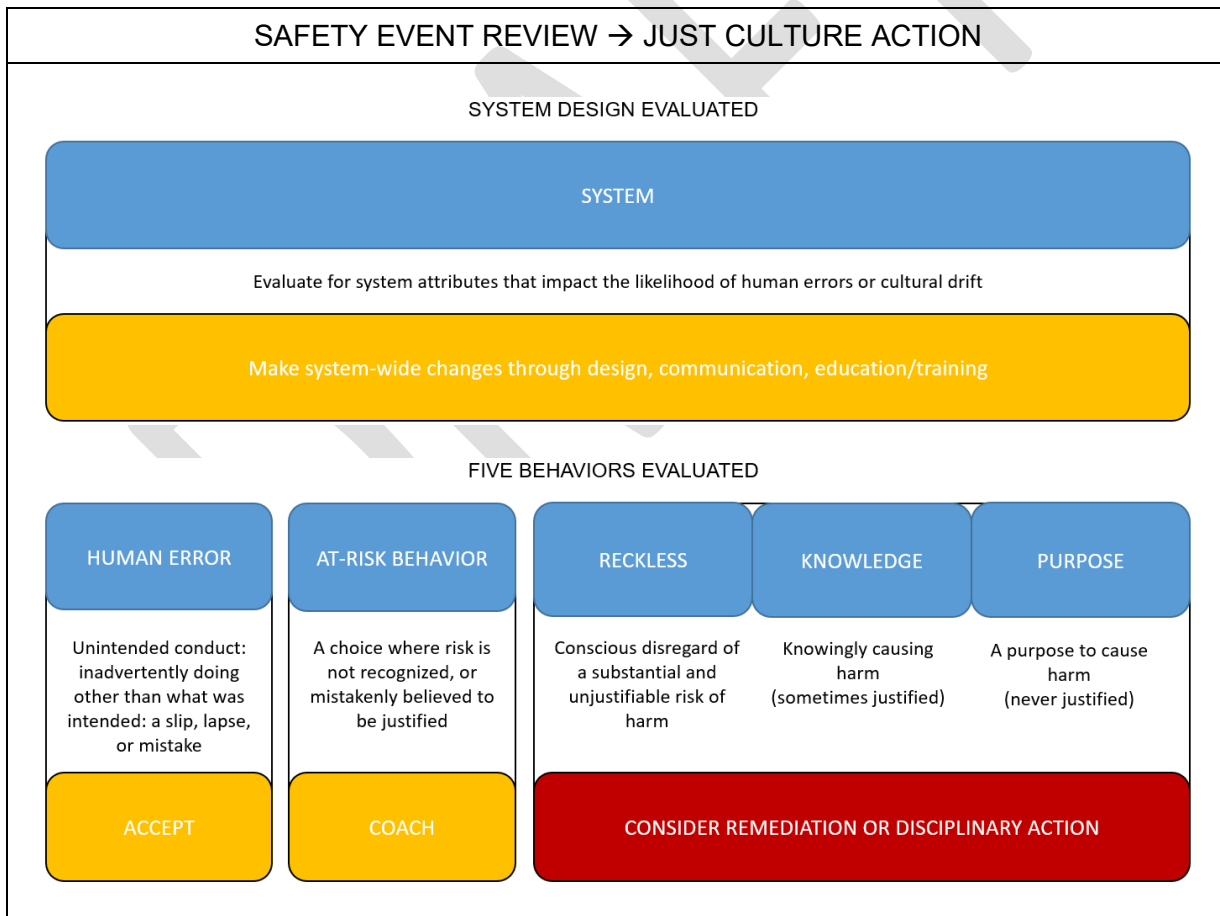 SAFETY EVENT REVIEW → JUST CULTURE ACTION
SYSTEM DESIGN EVALUATED
SYSTEM
Evaluate for system attributes that impact the likelihood of human errors or cultural drift
Make system-wide changes through design, communication, education/training
FIVE BEHAVIORS EVALUATED
HUMAN ERROR
Unintended conduct:
inadvertently doing
other than what was
intended: a slip, lapse,
or mistake
ACCEPT
AT-RISK BEHAVIOR
A choice where risk is
not recognized, or
mistakenly believed to
be justified
COACH
RECKLESS
Conscious disregard of
a substantial and
unjustifiable risk of
harm
KNOWLEDGE
Knowingly causing
harm
(sometimes justified)
PURPOSE
A purpose to cause
harm
(never justified)
CONSIDER REMEDIATION OR DISCIPLINARY ACTION